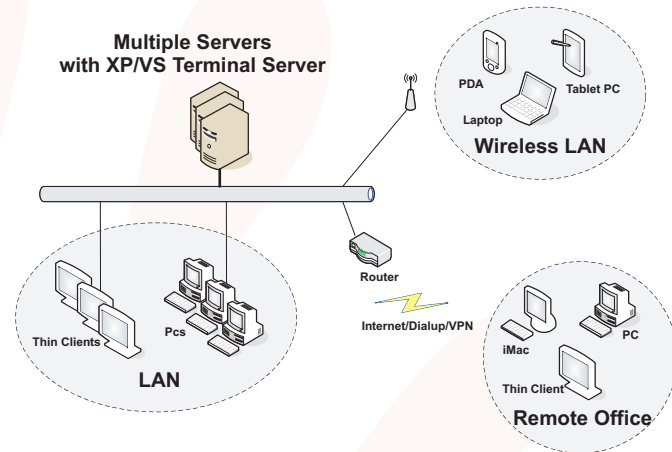 Multiple Servers
with XP/VS Terminal Server
PDA
Tablet PC
Laptop
Wireless LAN
Router
Internet/Dialup/VPN
Thin Clients
Pcs
LAN
iMac
PC
Thin Client
Remote Office